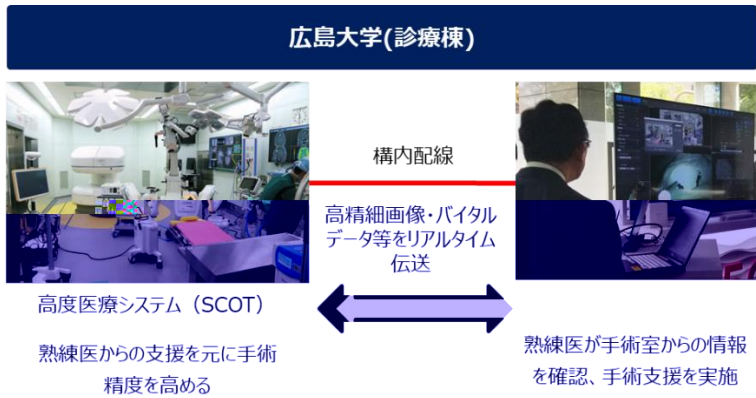 広島大学(診療棟)
構内配線
高精細画像・バイタル
データ等をリアルタイム
伝送
高度医療システム（SCOT）
熟練医からの支援を元に手術
精度を高める
熟練医が手術室からの情報
を確認、手術支援を実施